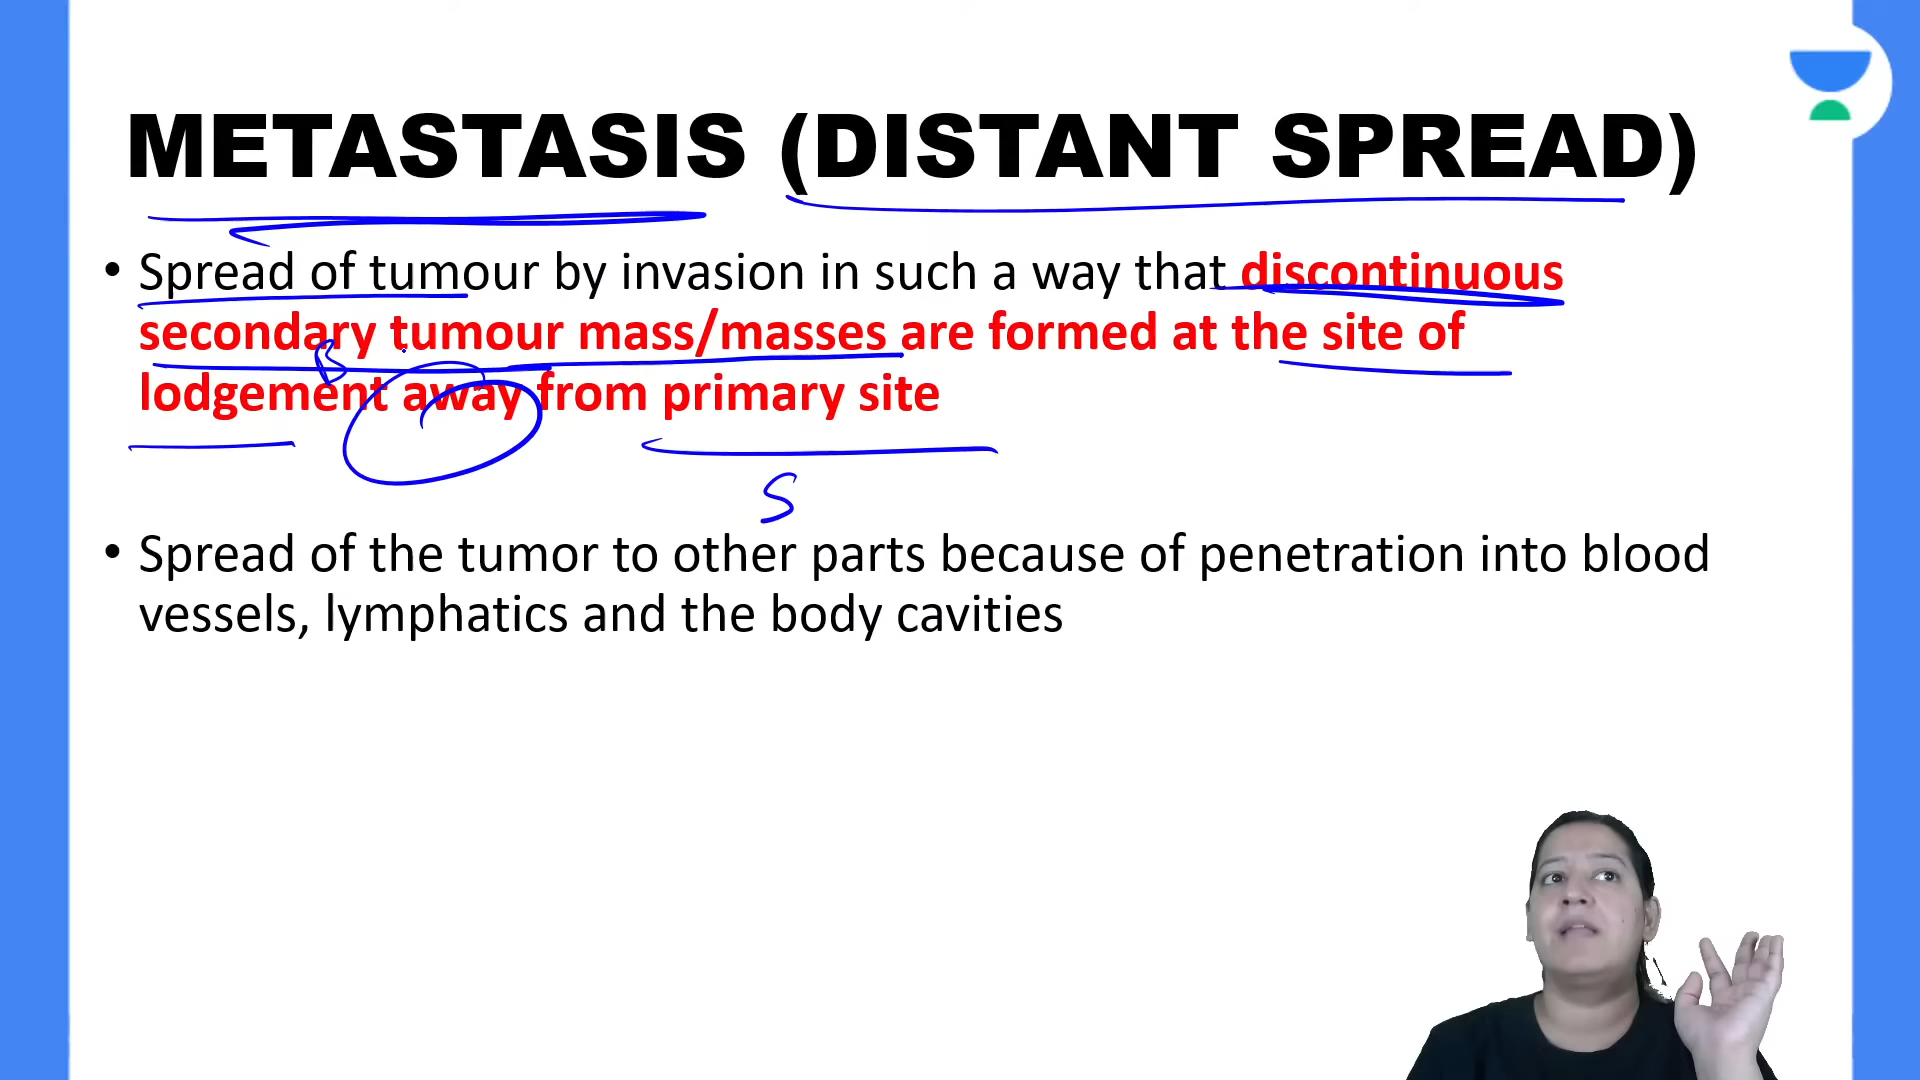 METASTASIS (DISTANT SPREAD)
• Spread of tumour by invasion in such a way that discontinuous
secondary tumour mass/masses are formed at the site of
B
lodgement away from primary site
S
• Spread of the tumor to other parts because of penetration into blood
vessels, lymphatics and the body cavities